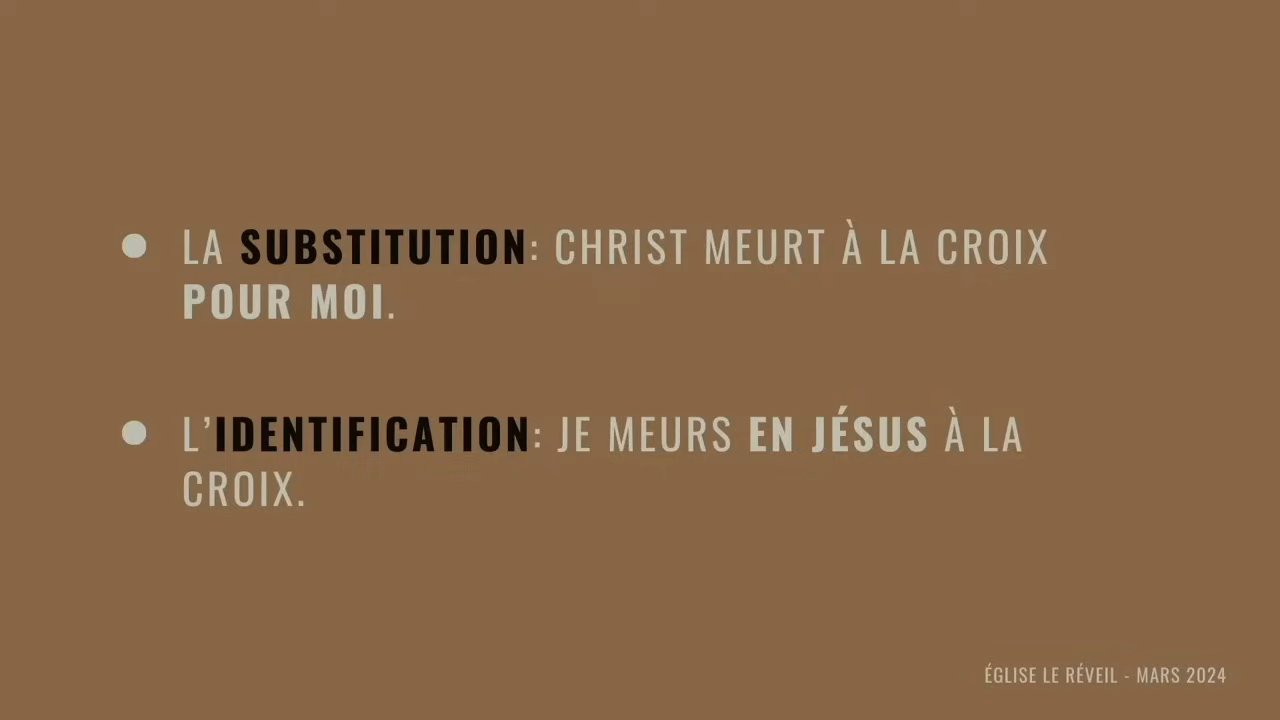 LA SUBSTITUTION: CHRIST MEURT À LA CROIX
POUR MOI.
L’IDENTIFICATION: JE MEURS EN JÉSUS À LA
CROIX.
ÉGLISE LE RÉVEIL - MARS 2024